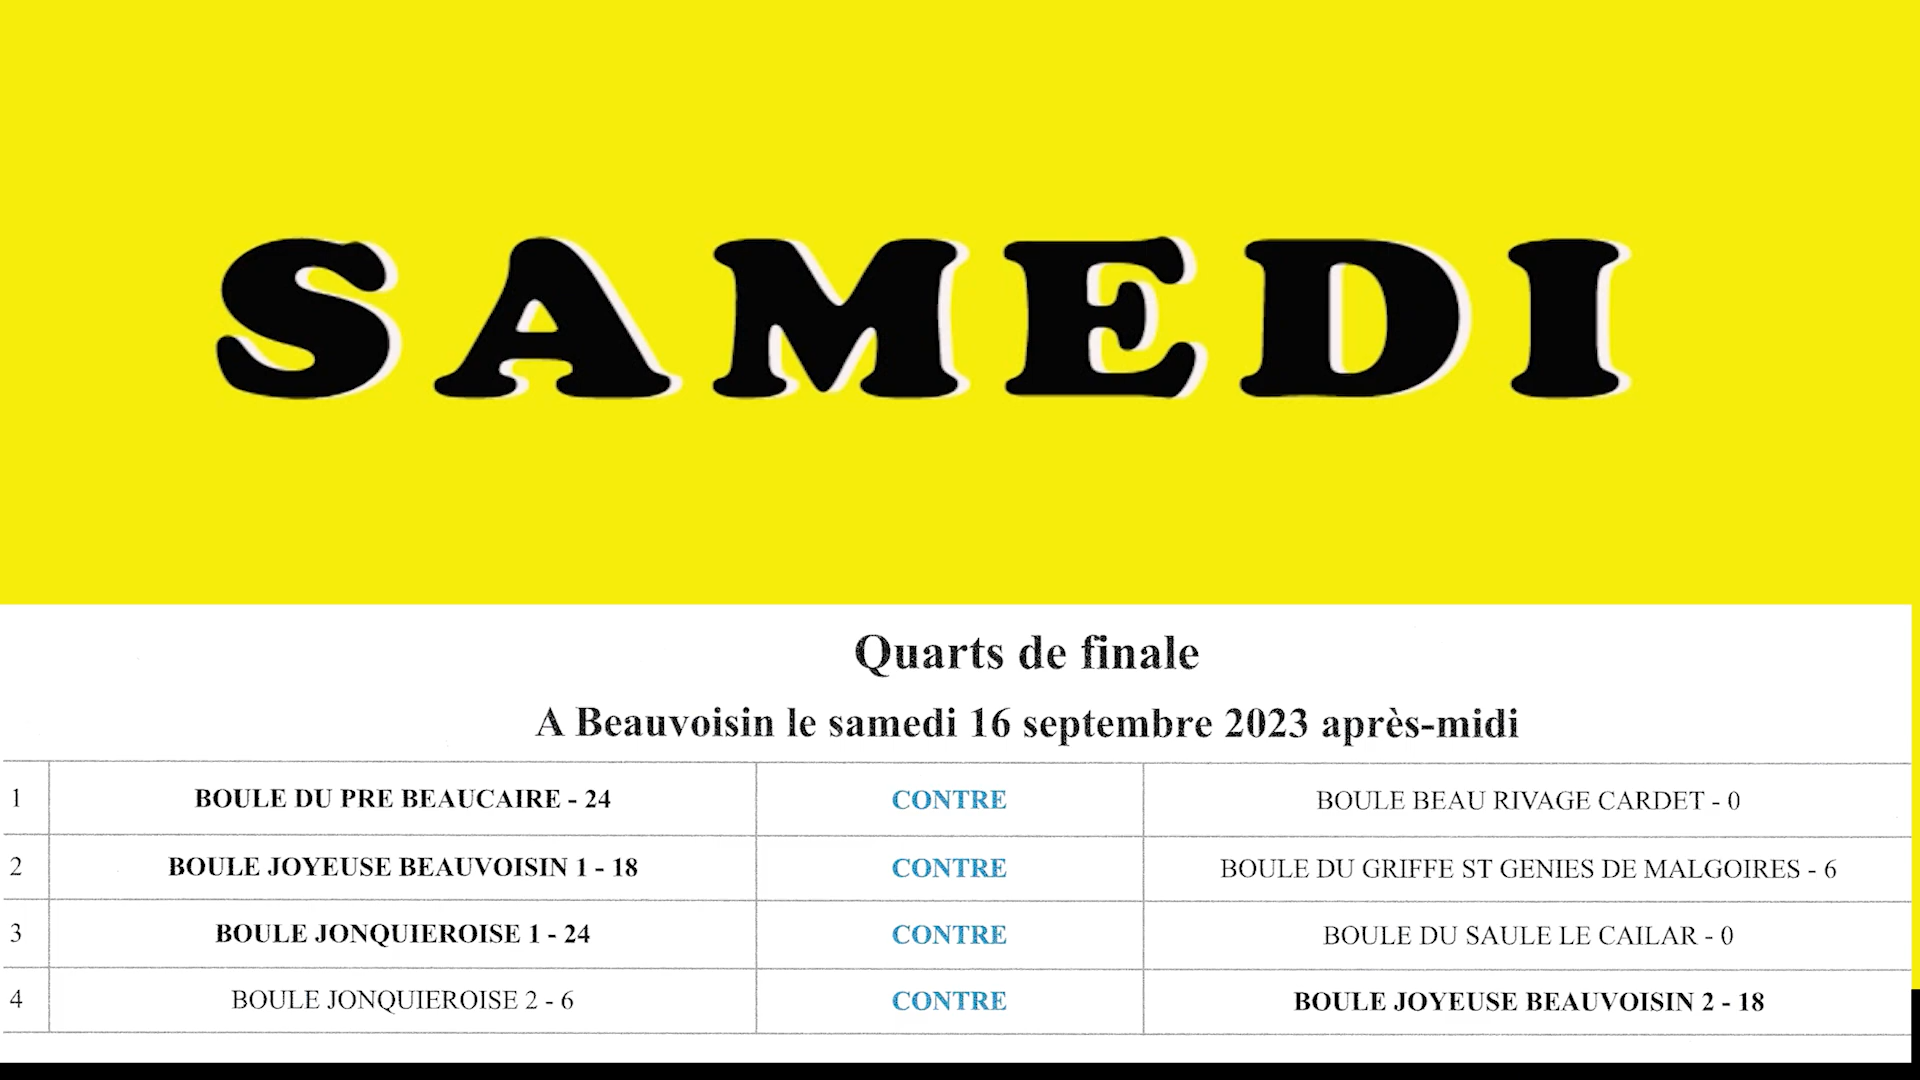 SAMEDI
Quarts de finale
A Beauvoisin le samedi 16 septembre 2023 après-midi
1 BOULE DU PRE BEAUCAIRE - 24 CONTRE BOULE BEAU RIVAGE CARDET - 0
2 BOULE JOYEUSE BEAUVOISIN 1 - 18 CONTRE BOULE DU GRIFFE ST GENIES DE MALGOIRES - 6
3 BOULE JONQUIEROISE 1 - 24 CONTRE BOULE DU SAULE LE CAILAR - 0
4 BOULE JONQUIEROISE 2 - 6 CONTRE BOULE JOYEUSE BEAUVOISIN 2 - 18